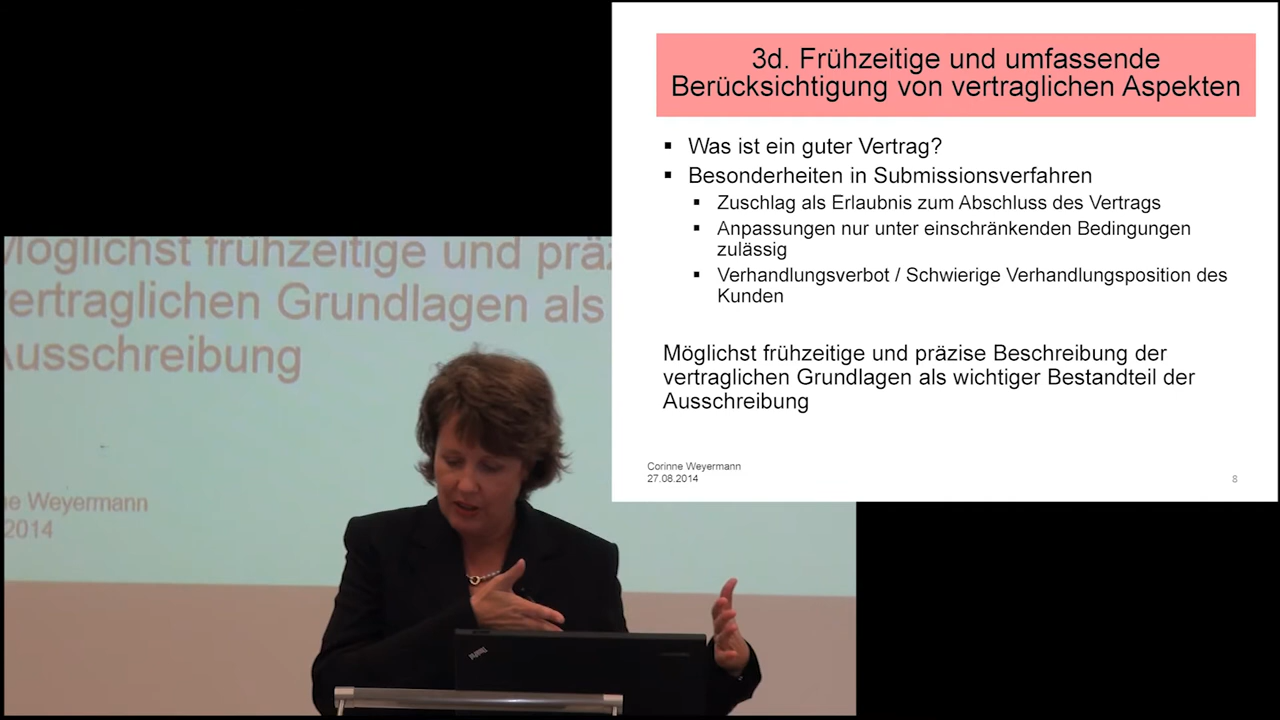 3d. Frühzeitige und umfassende
Berücksichtigung von vertraglichen Aspekten
▪ Was ist ein guter Vertrag?
▪ Besonderheiten in Submissionsverfahren
▪ Zuschlag als Erlaubnis zum Abschluss des Vertrags
▪ Anpassungen nur unter einschränkenden Bedingungen
zulässig
▪ Verhandlungsverbot / Schwierige Verhandlungsposition des
Kunden
Möglichst frühzeitige und präzise Beschreibung der
vertraglichen Grundlagen als wichtiger Bestandteil der
Ausschreibung
Corinne Weyermann
27.08.2014
8
Möglichst frühzeitige und prä
ertraglichen Grundlagen als
Ausschreibung
ne Weyermann
2014
ThinkPad